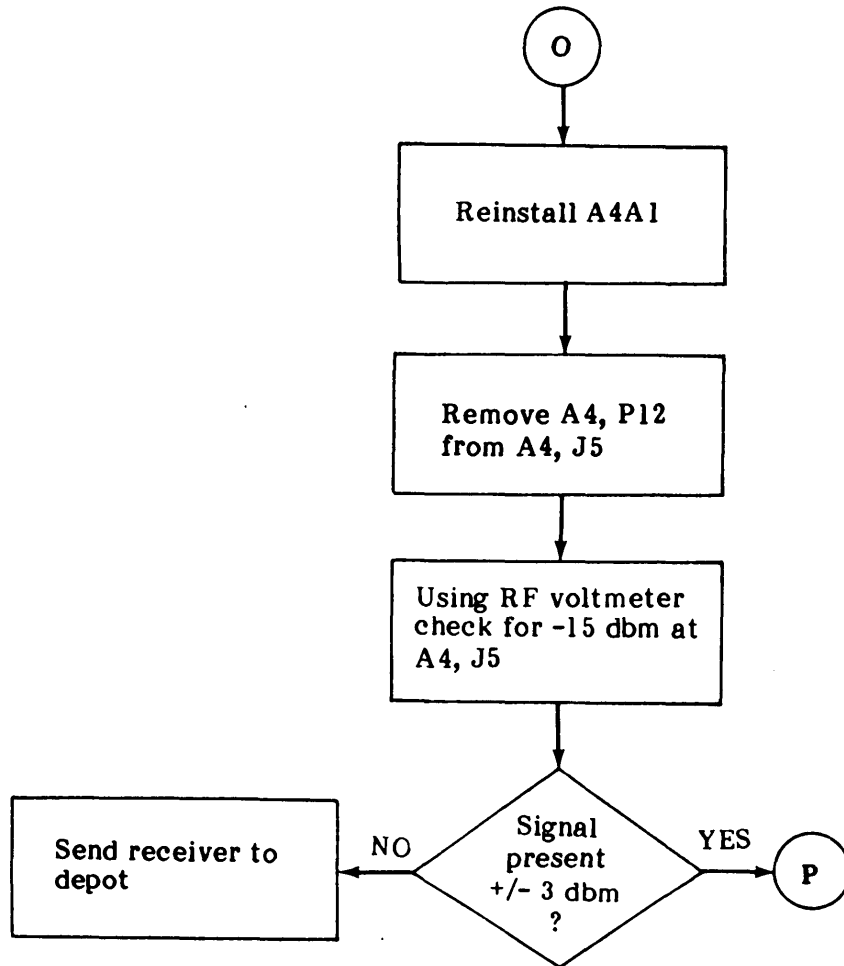 O
Reinstall A4A1
Remove A4, P12
from A4, J5
Using RF voltmeter
check for -15 dbm at
A4, J5
Signal
present
+/- 3 dbm
?
NO
YES
Send receiver to
depot
P